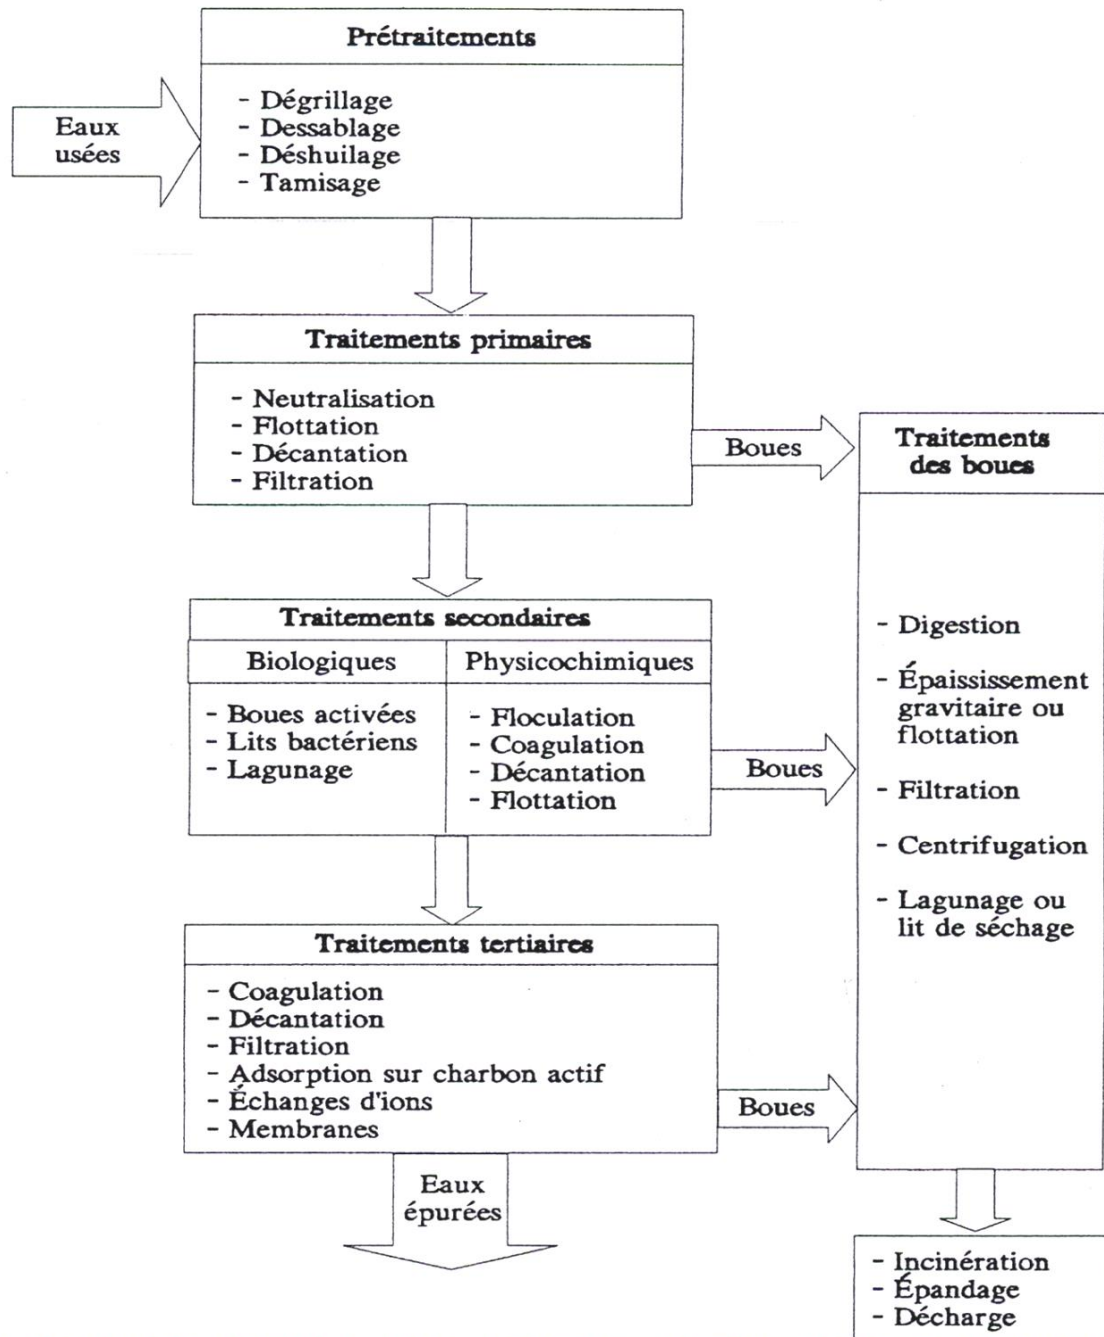 Prétraitements
Eaux
usées
- Dégrillage
- Dessablage
- Déshuilage
- Tamisage
Traitements primaires
- Neutralisation
- Flottation
- Décantation
- Filtration
Boues
Traitements secondaires
Biologiques
Physicochimiques
- Boues activées
- Lits bactériens
- Lagunage
- Floculation
- Coagulation
- Décantation
- Flottation
Boues
Traitements tertiaires
- Coagulation
- Décantation
- Filtration
- Adsorption sur charbon actif
- Échanges d'ions
- Membranes
Boues
Eaux
épurées
Traitements
des boues
- Digestion
- Épaississement
gravitaire ou
flottation
- Filtration
- Centrifugation
- Lagunage ou
lit de séchage
- Incinération
- Épandage
- Décharge